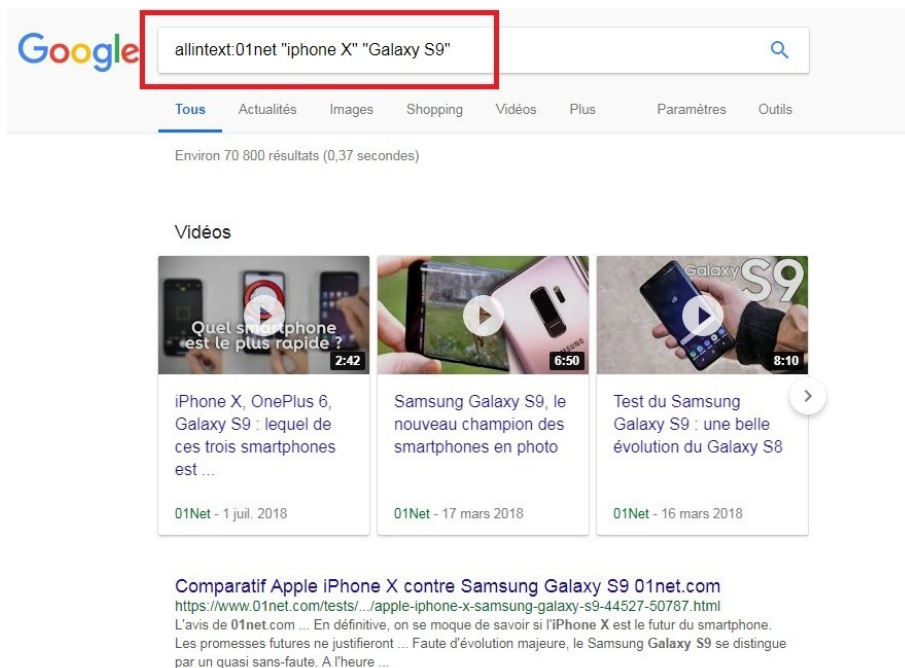 Google
allintext:01net "iphone X" "Galaxy S9"
Tous Actualités Images Shopping Vidéos Plus Paramètres Outils
Environ 70 800 résultats (0,37 secondes)
Vidéos
Quel smartphone
est le plus rapide ?
2:42
SAMSUNG
6:50
Galaxy S9
8:10
iPhone X, OnePlus 6,
Galaxy S9 : lequel de
ces trois smartphones
est ...
01Net - 1 juil. 2018
Samsung Galaxy S9, le
nouveau champion des
smartphones en photo
01Net - 17 mars 2018
Test du Samsung
Galaxy S9 : une belle
évolution du Galaxy S8
01Net - 16 mars 2018
Comparatif Apple iPhone X contre Samsung Galaxy S9 01net.com
https://www.01net.com/tests/.../apple-iphone-x-samsung-galaxy-s9-44527-50787.html
L'avis de 01net.com ... En définitive, on se moque de savoir si l'iPhone X est le futur du smartphone.
Les promesses futures ne justifieront ... Faute d'évolution majeure, le Samsung Galaxy S9 se distingue
par un quasi sans-faute. A l'heure ...